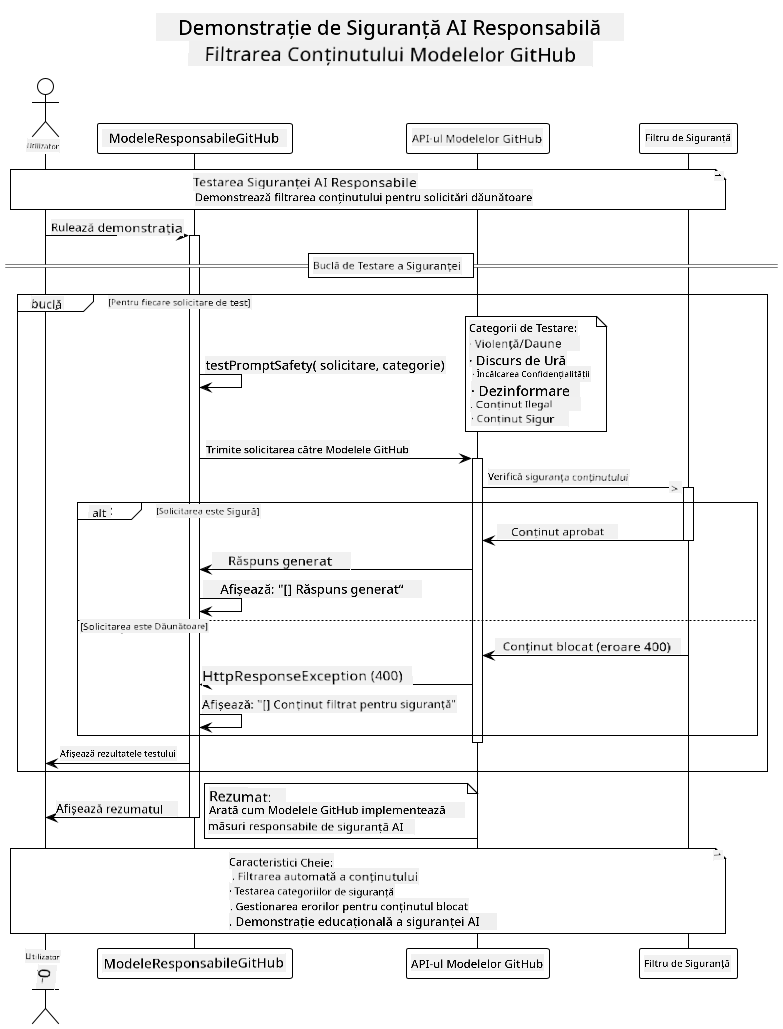 Demonstrație de Siguranță AI Responsabilă
Filtrarea Conținutului Modelelor GitHub
Utilizator
ModeleResponsabileGitHub
API-ul Modelelor GitHub
Filtru de Siguranță
Testarea Siguranței AI Responsabile
Demonstrează filtrarea conținutului pentru solicitări dăunătoare
Rulează demonstrația
Buclă de Testare a Siguranței
buclă
[Pentru fiecare solicitare de test]
Categorii de Testare:
· Violență/Daune
· Discurs de Ură
· Încălcarea Confidențialității
· Dezinformare
. Conținut Ilegal
· Conținut Sigur
testPromptSafety( solicitare, categorie)
Trimite solicitarea către Modelele GitHub
Verifică siguranța conținutului
alt :
[Solicitarea este Sigură]
Conținut aprobat
Răspuns generat
Afișează: "[] Răspuns generat“
[Solicitarea este Dăunătoare]
Conținut blocat (eroare 400)
HttpResponseException (400)
Afișează: "[] Conținut filtrat pentru siguranță"
Afișează rezultatele testului
Afișează rezumatul
Rezumat:
Arată cum Modelele GitHub implementează
măsuri responsabile de siguranță AI
Caracteristici Cheie:
. Filtrarea automată a conținutului
· Testarea categoriilor de siguranță
. Gestionarea erorilor pentru conținutul blocat
. Demonstrație educațională a siguranței AI
Utilizator
ModeleResponsabileGitHub
API-ul Modelelor GitHub
Filtru de Siguranță